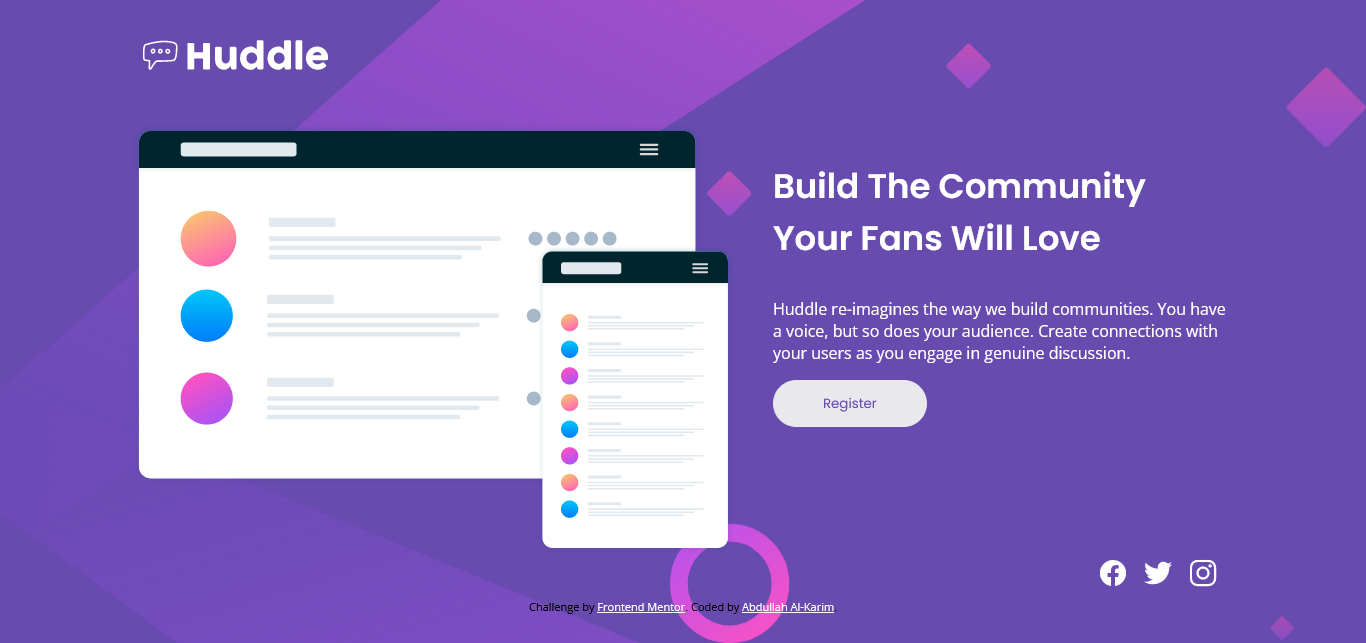 Huddle
Build The Community
Your Fans Will Love
Huddle re-imagines the way we build communities. You have
a voice, but so does your audience. Create connections with
your users as you engage in genuine discussion.
Register
Challenge by Frontend Mentor. Coded by Abdullah Al-Karim.